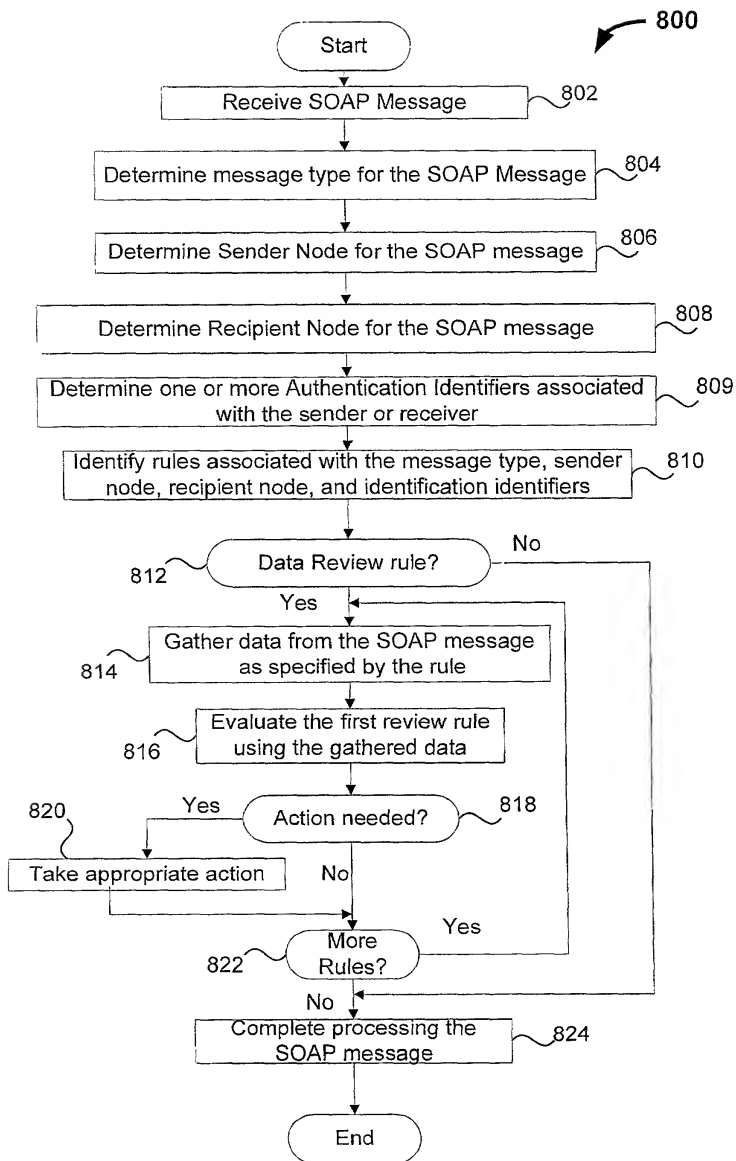 800
Start
Receive SOAP Message
802
Determine message type for the SOAP Message
804
Determine Sender Node for the SOAP message
806
Determine Recipient Node for the SOAP message
808
Determine one or more Authentication Identifiers associated
with the sender or receiver
809
Identify rules associated with the message type, sender
node, recipient node, and identification identifiers
810
812
Data Review rule?
No
Yes
Gather data from the SOAP message
as specified by the rule
814
Evaluate the first review rule
using the gathered data
816
Action needed?
818
Yes
820
Take appropriate action
No
More
Rules?
822
Yes
No
Complete processing the
SOAP message
824
End